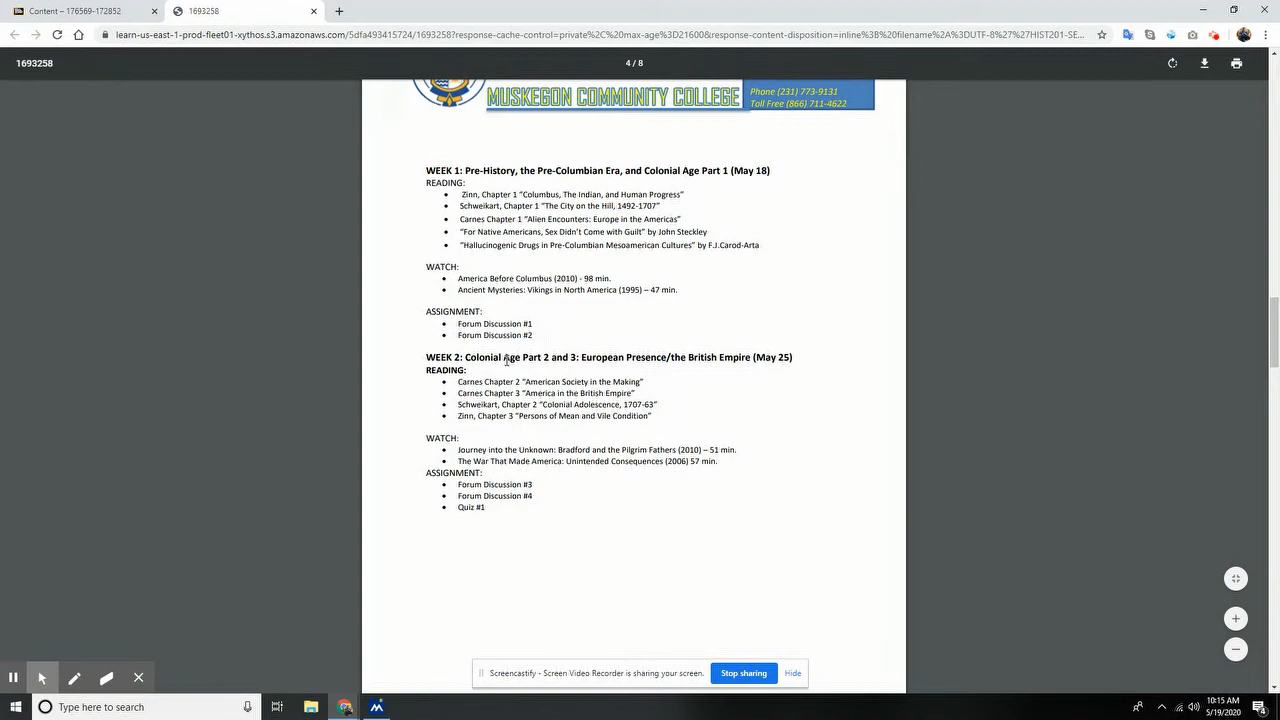 Content – 176569-172852
1693258
learn-us-east-1-prod-fleet01-xythos.s3.amazonaws.com/5dfa493415724/1693258?response-cache-control=private%2C%20max-age%3D21600&response-content-disposition=inline%3B%20filename%2A%3DUTF-8%27%27HIST201-SE...
1693258
4 / 8
MUSKEGON COMMUNITY COLLEGE
Phone (231) 773-9131
Toll Free (866) 711-4622
WEEK 1: Pre-History, the Pre-Columbian Era, and Colonial Age Part 1 (May 18)
READING:
• Zinn, Chapter 1 “Columbus, The Indian, and Human Progress”
• Schweikart, Chapter 1 “The City on the Hill, 1492-1707”
• Carnes Chapter 1 “Alien Encounters: Europe in the Americas”
• “For Native Americans, Sex Didn’t Come with Guilt” by John Steckley
• “Hallucinogenic Drugs in Pre-Columbian Mesoamerican Cultures” by F.J.Carod-Arta
WATCH:
• America Before Columbus (2010) - 98 min.
• Ancient Mysteries: Vikings in North America (1995) – 47 min.
ASSIGNMENT:
• Forum Discussion #1
• Forum Discussion #2
WEEK 2: Colonial Age Part 2 and 3: European Presence/the British Empire (May 25)
READING:
• Carnes Chapter 2 “American Society in the Making”
• Carnes Chapter 3 “America in the British Empire”
• Schweikart, Chapter 2 “Colonial Adolescence, 1707-63”
• Zinn, Chapter 3 “Persons of Mean and Vile Condition”
WATCH:
• Journey into the Unknown: Bradford and the Pilgrim Fathers (2010) – 51 min.
• The War That Made America: Unintended Consequences (2006) 57 min.
ASSIGNMENT:
• Forum Discussion #3
• Forum Discussion #4
• Quiz #1
Screencastify - Screen Video Recorder is sharing your screen.
Stop sharing
Hide
Type here to search
10:15 AM
5/19/2020
4